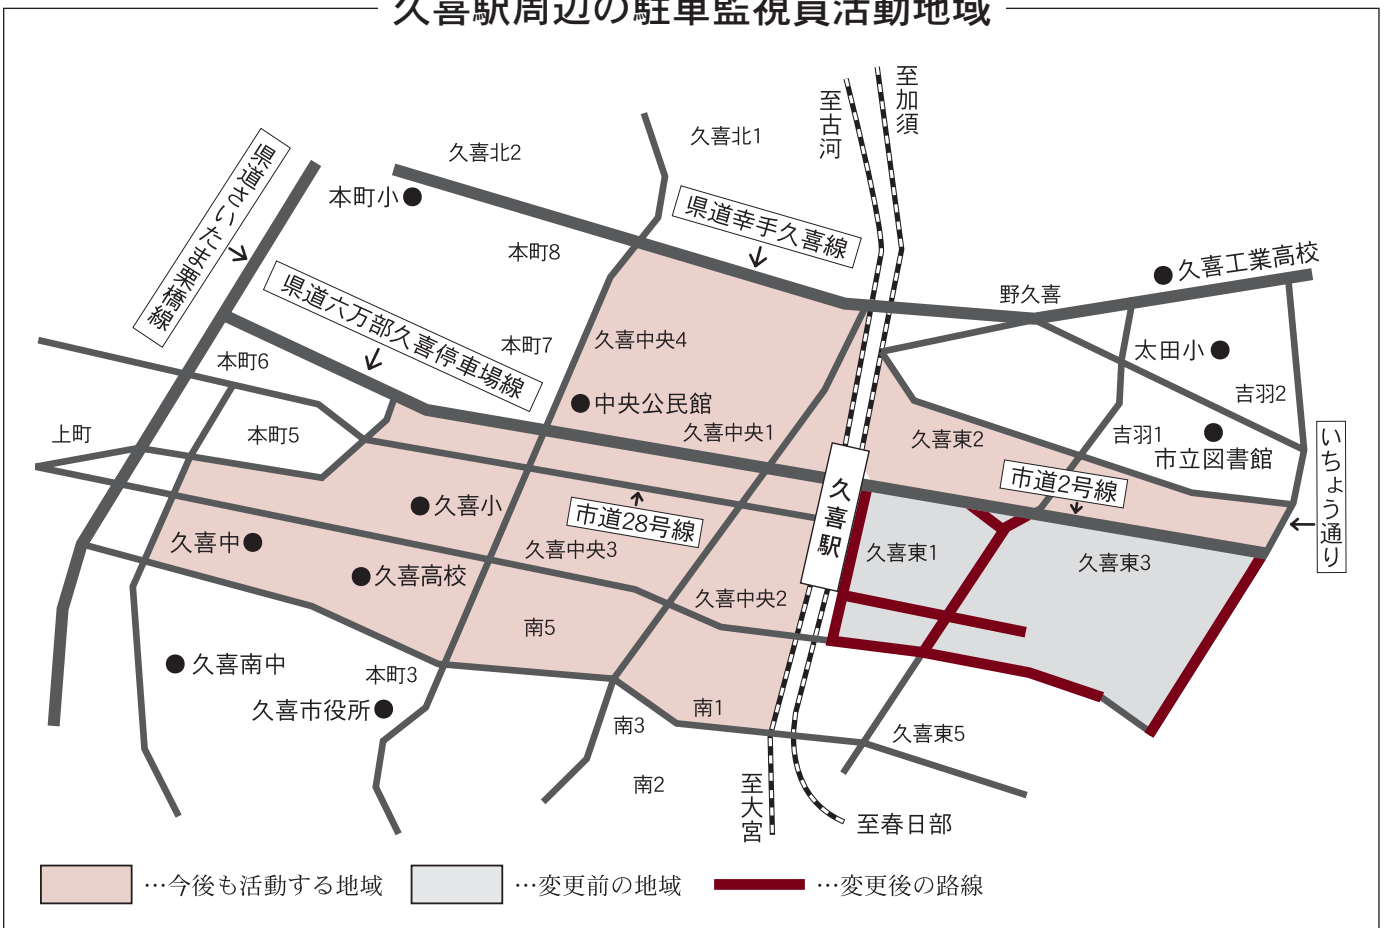 久喜駅周辺の駐車監視員活動地域
至加須
至古河
久喜北1
久喜北2
県道さいたま栗橋線
本町小
県道幸手久喜線
本町8
久喜工業高校
県道六万部久喜停車場線
野久喜
本町7
久喜中央4
太田小
本町6
吉羽2
中央公民館
上町
本町5
久喜中央1
久喜東2
吉羽1
市立図書館
いちょう通り
市道2号線
久喜駅
久喜小
市道28号線
久喜中
久喜中央3
久喜東1
久喜東3
久喜高校
久喜中央2
南5
久喜南中
本町3
久喜市役所
南1
南3
久喜東5
南2
至大宮
至春日部
…今後も活動する地域
…変更前の地域
…変更後の路線